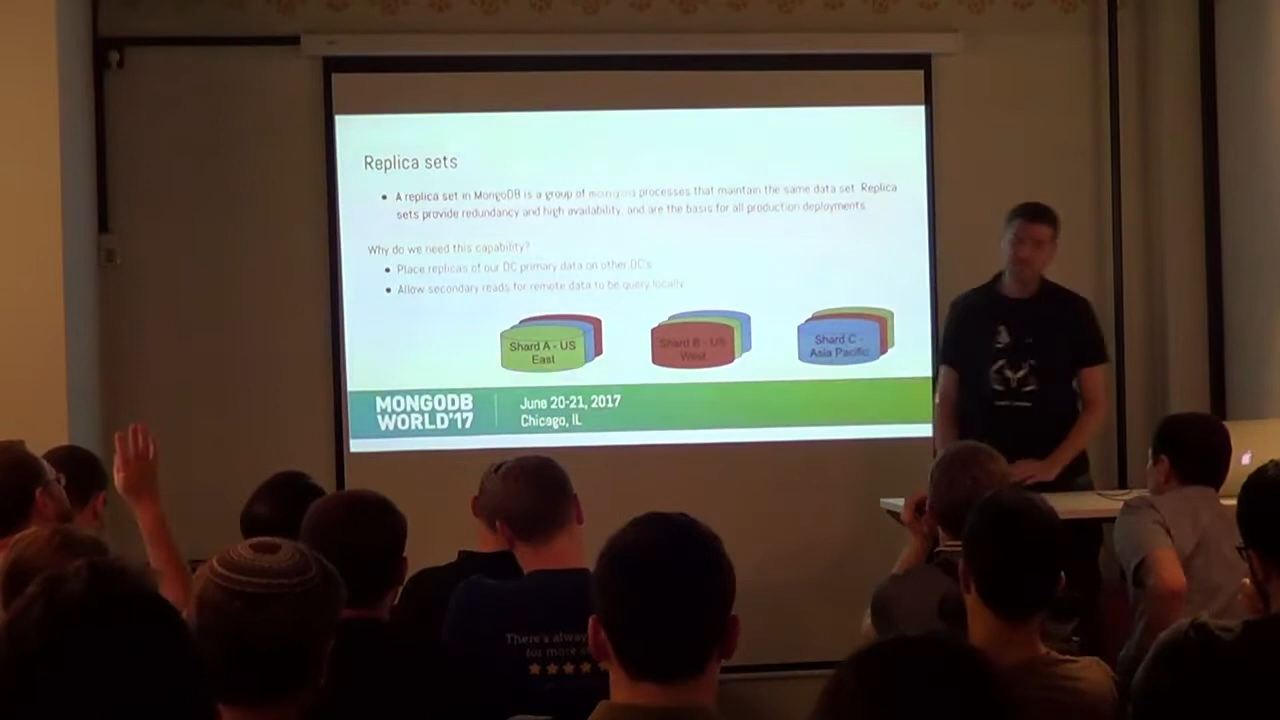 Replica sets
A replica set in MongoDB is a group of mongod processes that maintain the same data set. Replica
sets provide redundancy and high availability, and are the basis for all production deployments.
Why do we need this capability?
Place replicas of our DC primary data on other DC's
Allow secondary reads for remote data to be query locally
Shard A - US
East
Shard B - US
West
Shard C -
Asia Pacific
MONGODB
WORLD'17
June 20-21, 2017
Chicago, IL
There's
for more